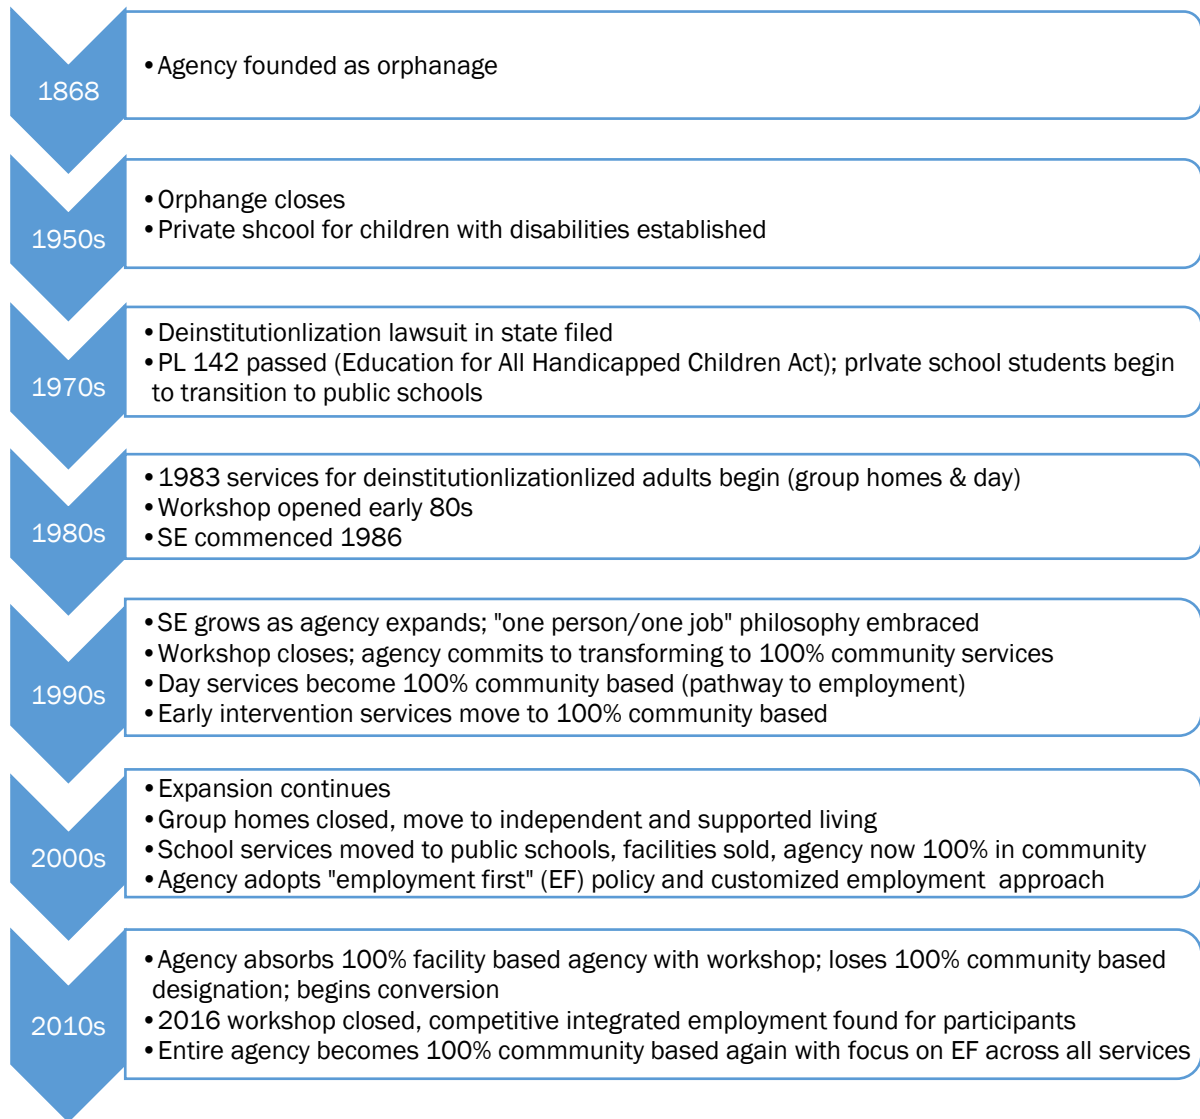 1868
•Agency founded as orphanage
1950s
•Orphange closes
•Private shcool for children with disabilities established
1970s
•Deinstitutionlization lawsuit in state filed
•PL 142 passed (Education for All Handicapped Children Act); prIvate school students begin
to transition to public schools
1980s
•1983 services for deinstitutionlizationlized adults begin (group homes & day)
•Workshop opened early 80s
•SE commenced 1986
1990s
•SE grows as agency expands; "one person/one job" philosophy embraced
•Workshop closes; agency commits to transforming to 100% community services
•Day services become 100% community based (pathway to employment)
•Early intervention services move to 100% community based
2000s
•Expansion continues
•Group homes closed, move to independent and supported living
•School services moved to public schools, facilities sold, agency now 100% in community
•Agency adopts "employment first" (EF) policy and customized employment approach
2010s
•Agency absorbs 100% facility based agency with workshop; loses 100% community based
designation; begins conversion
•2016 workshop closed, competitive integrated employment found for participants
•Entire agency becomes 100% commmunity based again with focus on EF across all services